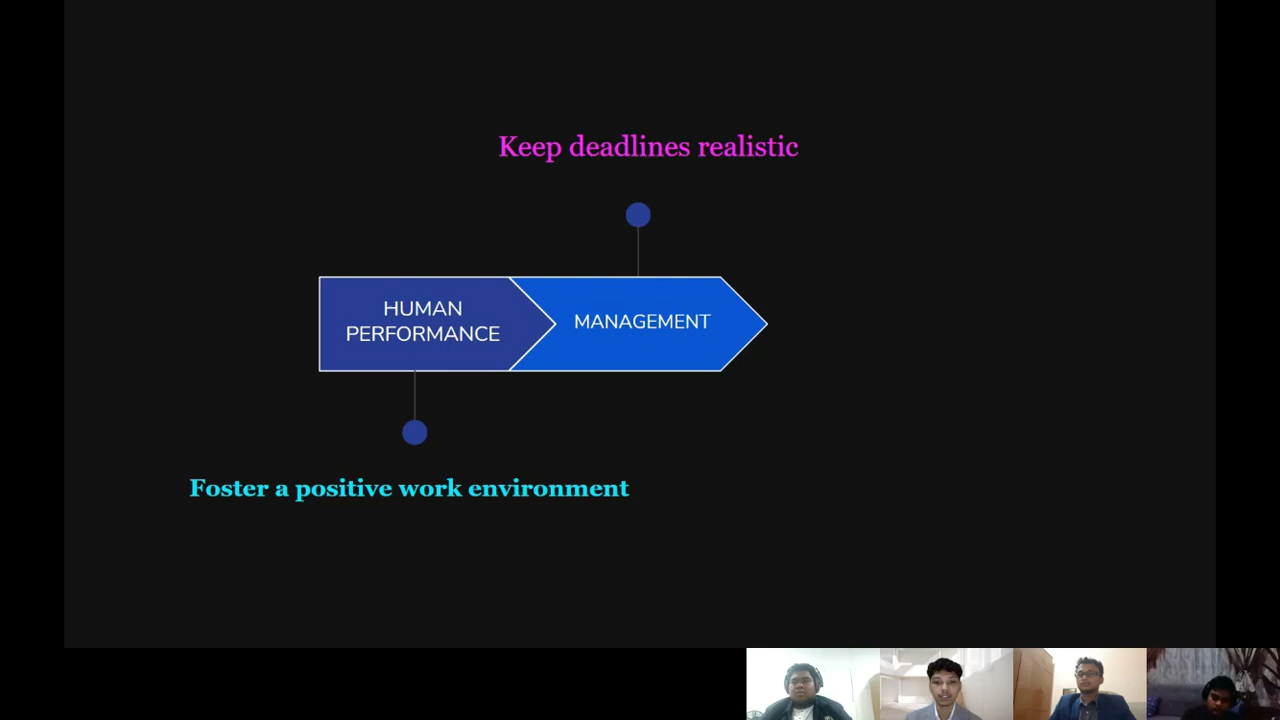 Keep deadlines realistic
HUMAN
PERFORMANCE
MANAGEMENT
Foster a positive work environment